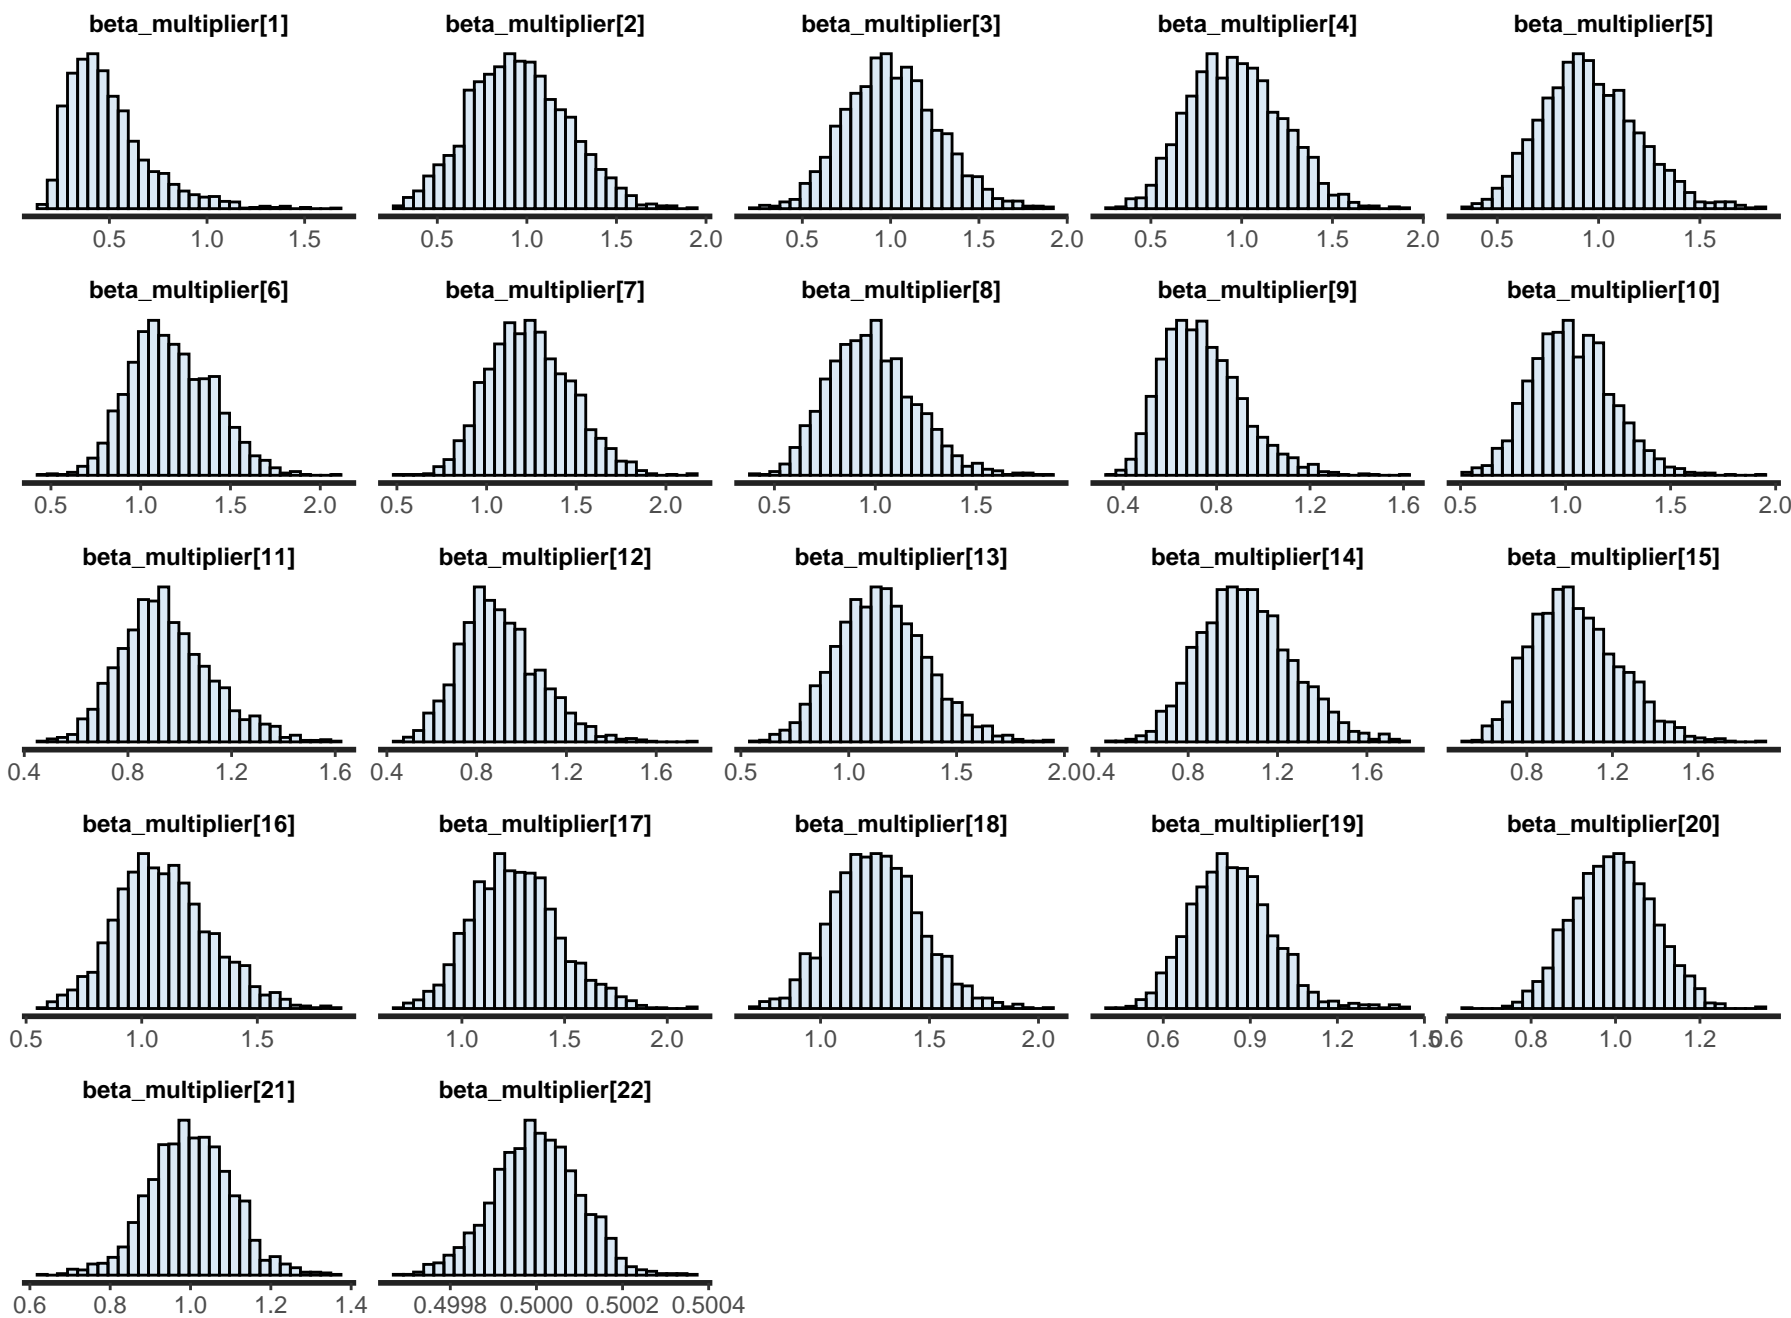 beta_multiplier[1] beta_multiplier[2] beta_multiplier[3] beta_multiplier[4] beta_multiplier[5]
0.5 1.0 1.5 0.5 1.0 1.5 2.0 0.5 1.0 1.5 2.0 0.5 1.0 1.5 2.0 0.5 1.0 1.5
beta_multiplier[6] beta_multiplier[7] beta_multiplier[8] beta_multiplier[9] beta_multiplier[10]
0.5 1.0 1.5 2.0 0.5 1.0 1.5 2.0 0.5 1.0 1.5 0.4 0.8 1.2 1.6 0.5 1.0 1.5 2.0
beta_multiplier[11] beta_multiplier[12] beta_multiplier[13] beta_multiplier[14] beta_multiplier[15]
0.4 0.8 1.2 1.6 0.4 0.8 1.2 1.6 0.5 1.0 1.5 2.0 0.4 0.8 1.2 1.6 0.8 1.2 1.6
beta_multiplier[16] beta_multiplier[17] beta_multiplier[18] beta_multiplier[19] beta_multiplier[20]
0.5 1.0 1.5 1.0 1.5 2.0 1.0 1.5 2.0 0.6 0.9 1.2 1.5 0.6 0.8 1.0 1.2
beta_multiplier[21] beta_multiplier[22]
0.6 0.8 1.0 1.2 1.4 0.4998 0.5000 0.5002 0.5004